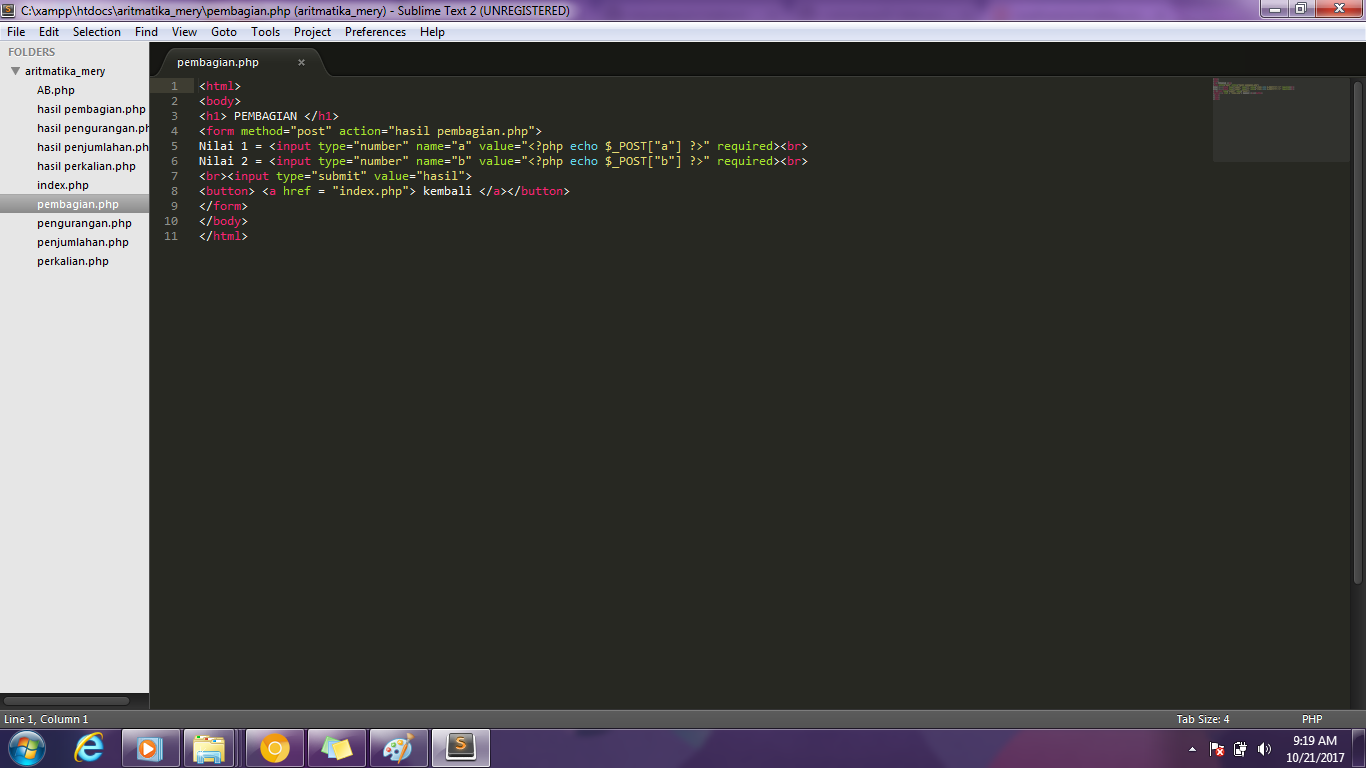 C:\xampp\htdocs\aritmatika_mery\pembagian.php (aritmatika_mery) - Sublime Text 2 (UNREGISTERED)
File Edit Selection Find View Goto Tools Project Preferences Help
FOLDERS
aritmatika_mery
AB.php
hasil pembagian.php
hasil pengurangan.ph
hasil penjumlahan.ph
hasil perkalian.php
index.php
pembagian.php
pengurangan.php
penjumlahan.php
perkalian.php
pembagian.php ×
1 <html>
2 <body>
3 <h1> PEMBAGIAN </h1>
4 <form method="post" action="hasil pembagian.php">
5 Nilai 1 = <input type="number" name="a" value="<?php echo $_POST["a"] ?>" required><br>
6 Nilai 2 = <input type="number" name="b" value="<?php echo $_POST["b"] ?>" required><br>
7 <br><input type="submit" value="hasil">
8 <button> <a href = "index.php"> kembali </a></button>
9 </form>
10 </body>
11 </html>
Line 1, Column 1
Tab Size: 4
PHP
9:19 AM
10/21/2017